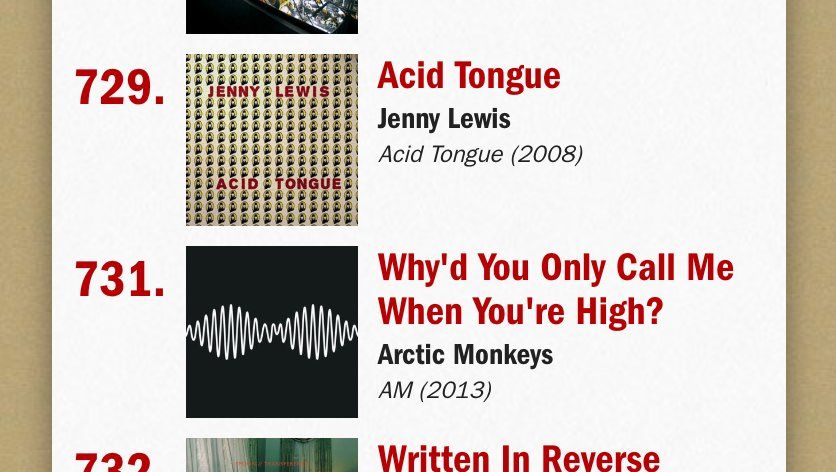 729.
JENNY LEWIS
ACID TONGUE
Acid Tongue
Jenny Lewis
Acid Tongue (2008)
731.
Why'd You Only Call Me
When You're High?
Arctic Monkeys
AM (2013)
732.
Written In Reverse